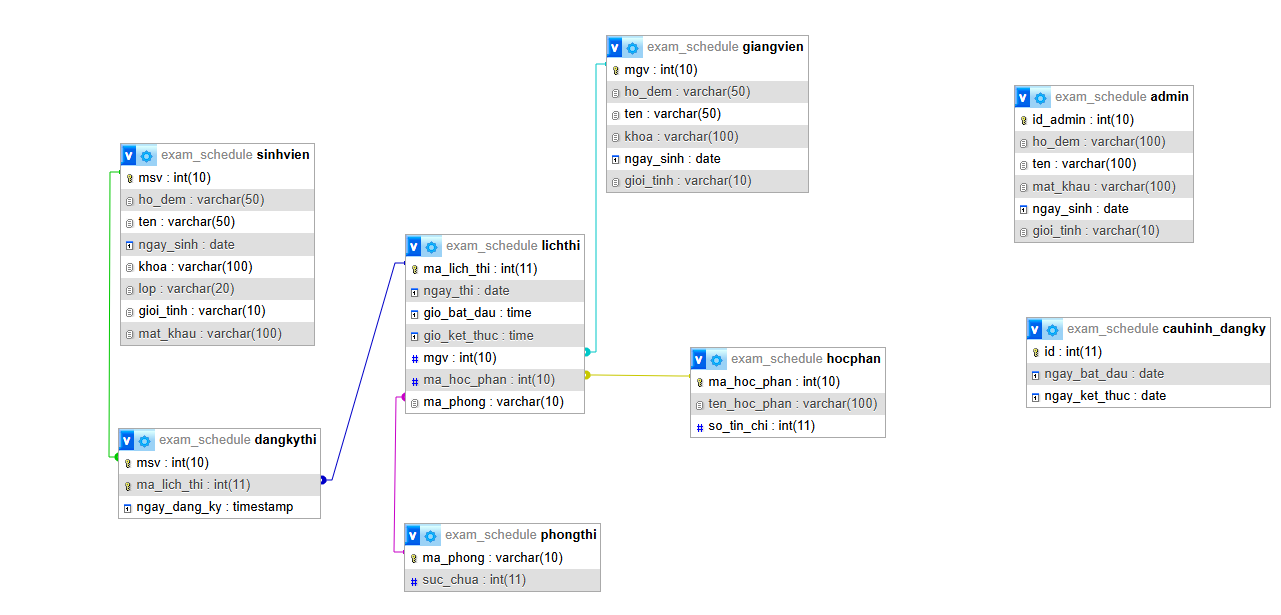 exam_schedule giangvien
mgv : int(10)
ho_dem : varchar(50)
ten : varchar(50)
khoa : varchar(100)
ngay_sinh : date
gioi_tinh : varchar(10)
exam_schedule admin
id_admin : int(10)
ho_dem : varchar(100)
ten : varchar(100)
mat_khau : varchar(100)
ngay_sinh : date
gioi_tinh : varchar(10)
exam_schedule sinhvien
msv : int(10)
ho_dem : varchar(50)
ten : varchar(50)
ngay_sinh : date
khoa : varchar(100)
lop : varchar(20)
gioi_tinh : varchar(10)
mat_khau : varchar(100)
exam_schedule lichthi
ma_lich_thi : int(11)
ngay_thi : date
gio_bat_dau : time
gio_ket_thuc : time
mgv : int(10)
ma_hoc_phan : int(10)
ma_phong : varchar(10)
exam_schedule cauhinh_dangky
id : int(11)
ngay_bat_dau : date
ngay_ket_thuc : date
exam_schedule hocphan
ma_hoc_phan : int(10)
ten_hoc_phan : varchar(100)
so_tin_chi : int(11)
exam_schedule dangkythi
msv : int(10)
ma_lich_thi : int(11)
ngay_dang_ky : timestamp
exam_schedule phongthi
ma_phong : varchar(10)
suc_chua : int(11)